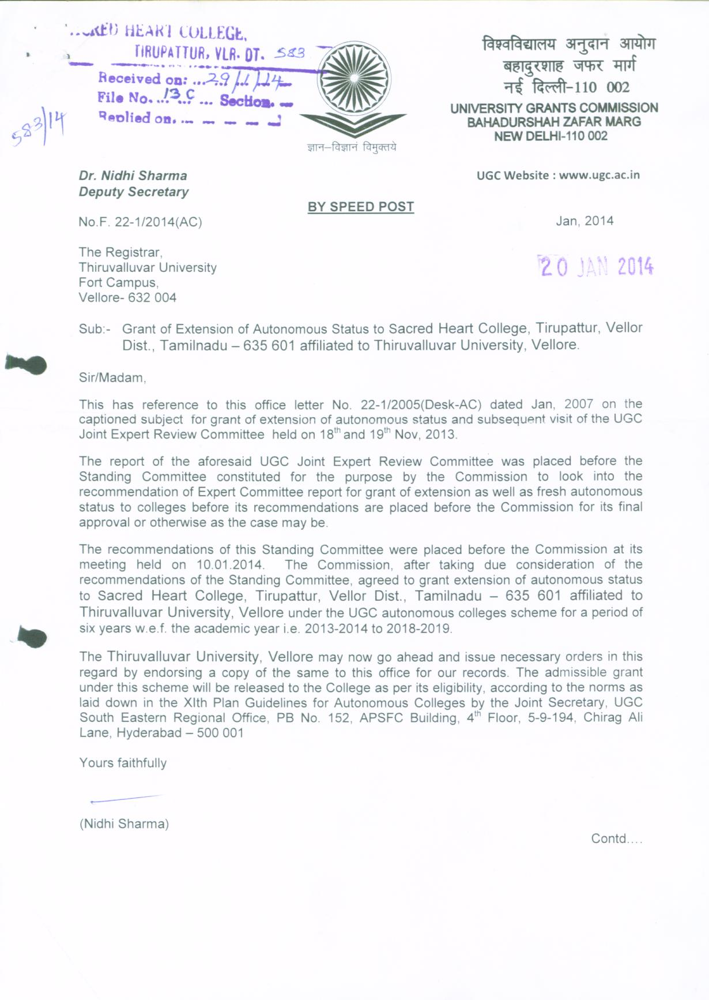 SACRED HEART COLLEGE,
TIRUPATTUR, VLR. DT. 583
Received on: ...29/1/14
File No. ..13.C... Section.
Replied on. ...
583/14
विश्वविद्यालय अनुदान आयोग
बहादुरशाह जफर मार्ग
नई दिल्ली-110 002
UNIVERSITY GRANTS COMMISSION
BAHADURSHAH ZAFAR MARG
NEW DELHI-110 002
ज्ञान-विज्ञानं विमुक्तये
Dr. Nidhi Sharma
Deputy Secretary
UGC Website : www.ugc.ac.in
BY SPEED POST
No.F. 22-1/2014(AC)
Jan, 2014
20 JAN 2014
The Registrar,
Thiruvalluvar University
Fort Campus,
Vellore- 632 004
Sub:- Grant of Extension of Autonomous Status to Sacred Heart College, Tirupattur, Vellor
Dist., Tamilnadu – 635 601 affiliated to Thiruvalluvar University, Vellore.
Sir/Madam,
This has reference to this office letter No. 22-1/2005(Desk-AC) dated Jan, 2007 on the
captioned subject for grant of extension of autonomous status and subsequent visit of the UGC
Joint Expert Review Committee held on 18th and 19th Nov, 2013.
The report of the aforesaid UGC Joint Expert Review Committee was placed before the
Standing Committee constituted for the purpose by the Commission to look into the
recommendation of Expert Committee report for grant of extension as well as fresh autonomous
status to colleges before its recommendations are placed before the Commission for its final
approval or otherwise as the case may be.
The recommendations of this Standing Committee were placed before the Commission at its
meeting held on 10.01.2014. The Commission, after taking due consideration of the
recommendations of the Standing Committee, agreed to grant extension of autonomous status
to Sacred Heart College, Tirupattur, Vellor Dist., Tamilnadu – 635 601 affiliated to
Thiruvalluvar University, Vellore under the UGC autonomous colleges scheme for a period of
six years w.e.f. the academic year i.e. 2013-2014 to 2018-2019.
The Thiruvalluvar University, Vellore may now go ahead and issue necessary orders in this
regard by endorsing a copy of the same to this office for our records. The admissible grant
under this scheme will be released to the College as per its eligibility, according to the norms as
laid down in the XIth Plan Guidelines for Autonomous Colleges by the Joint Secretary, UGC
South Eastern Regional Office, PB No. 152, APSFC Building, 4th Floor, 5-9-194, Chirag Ali
Lane, Hyderabad – 500 001
Yours faithfully
(Nidhi Sharma)
Contd....